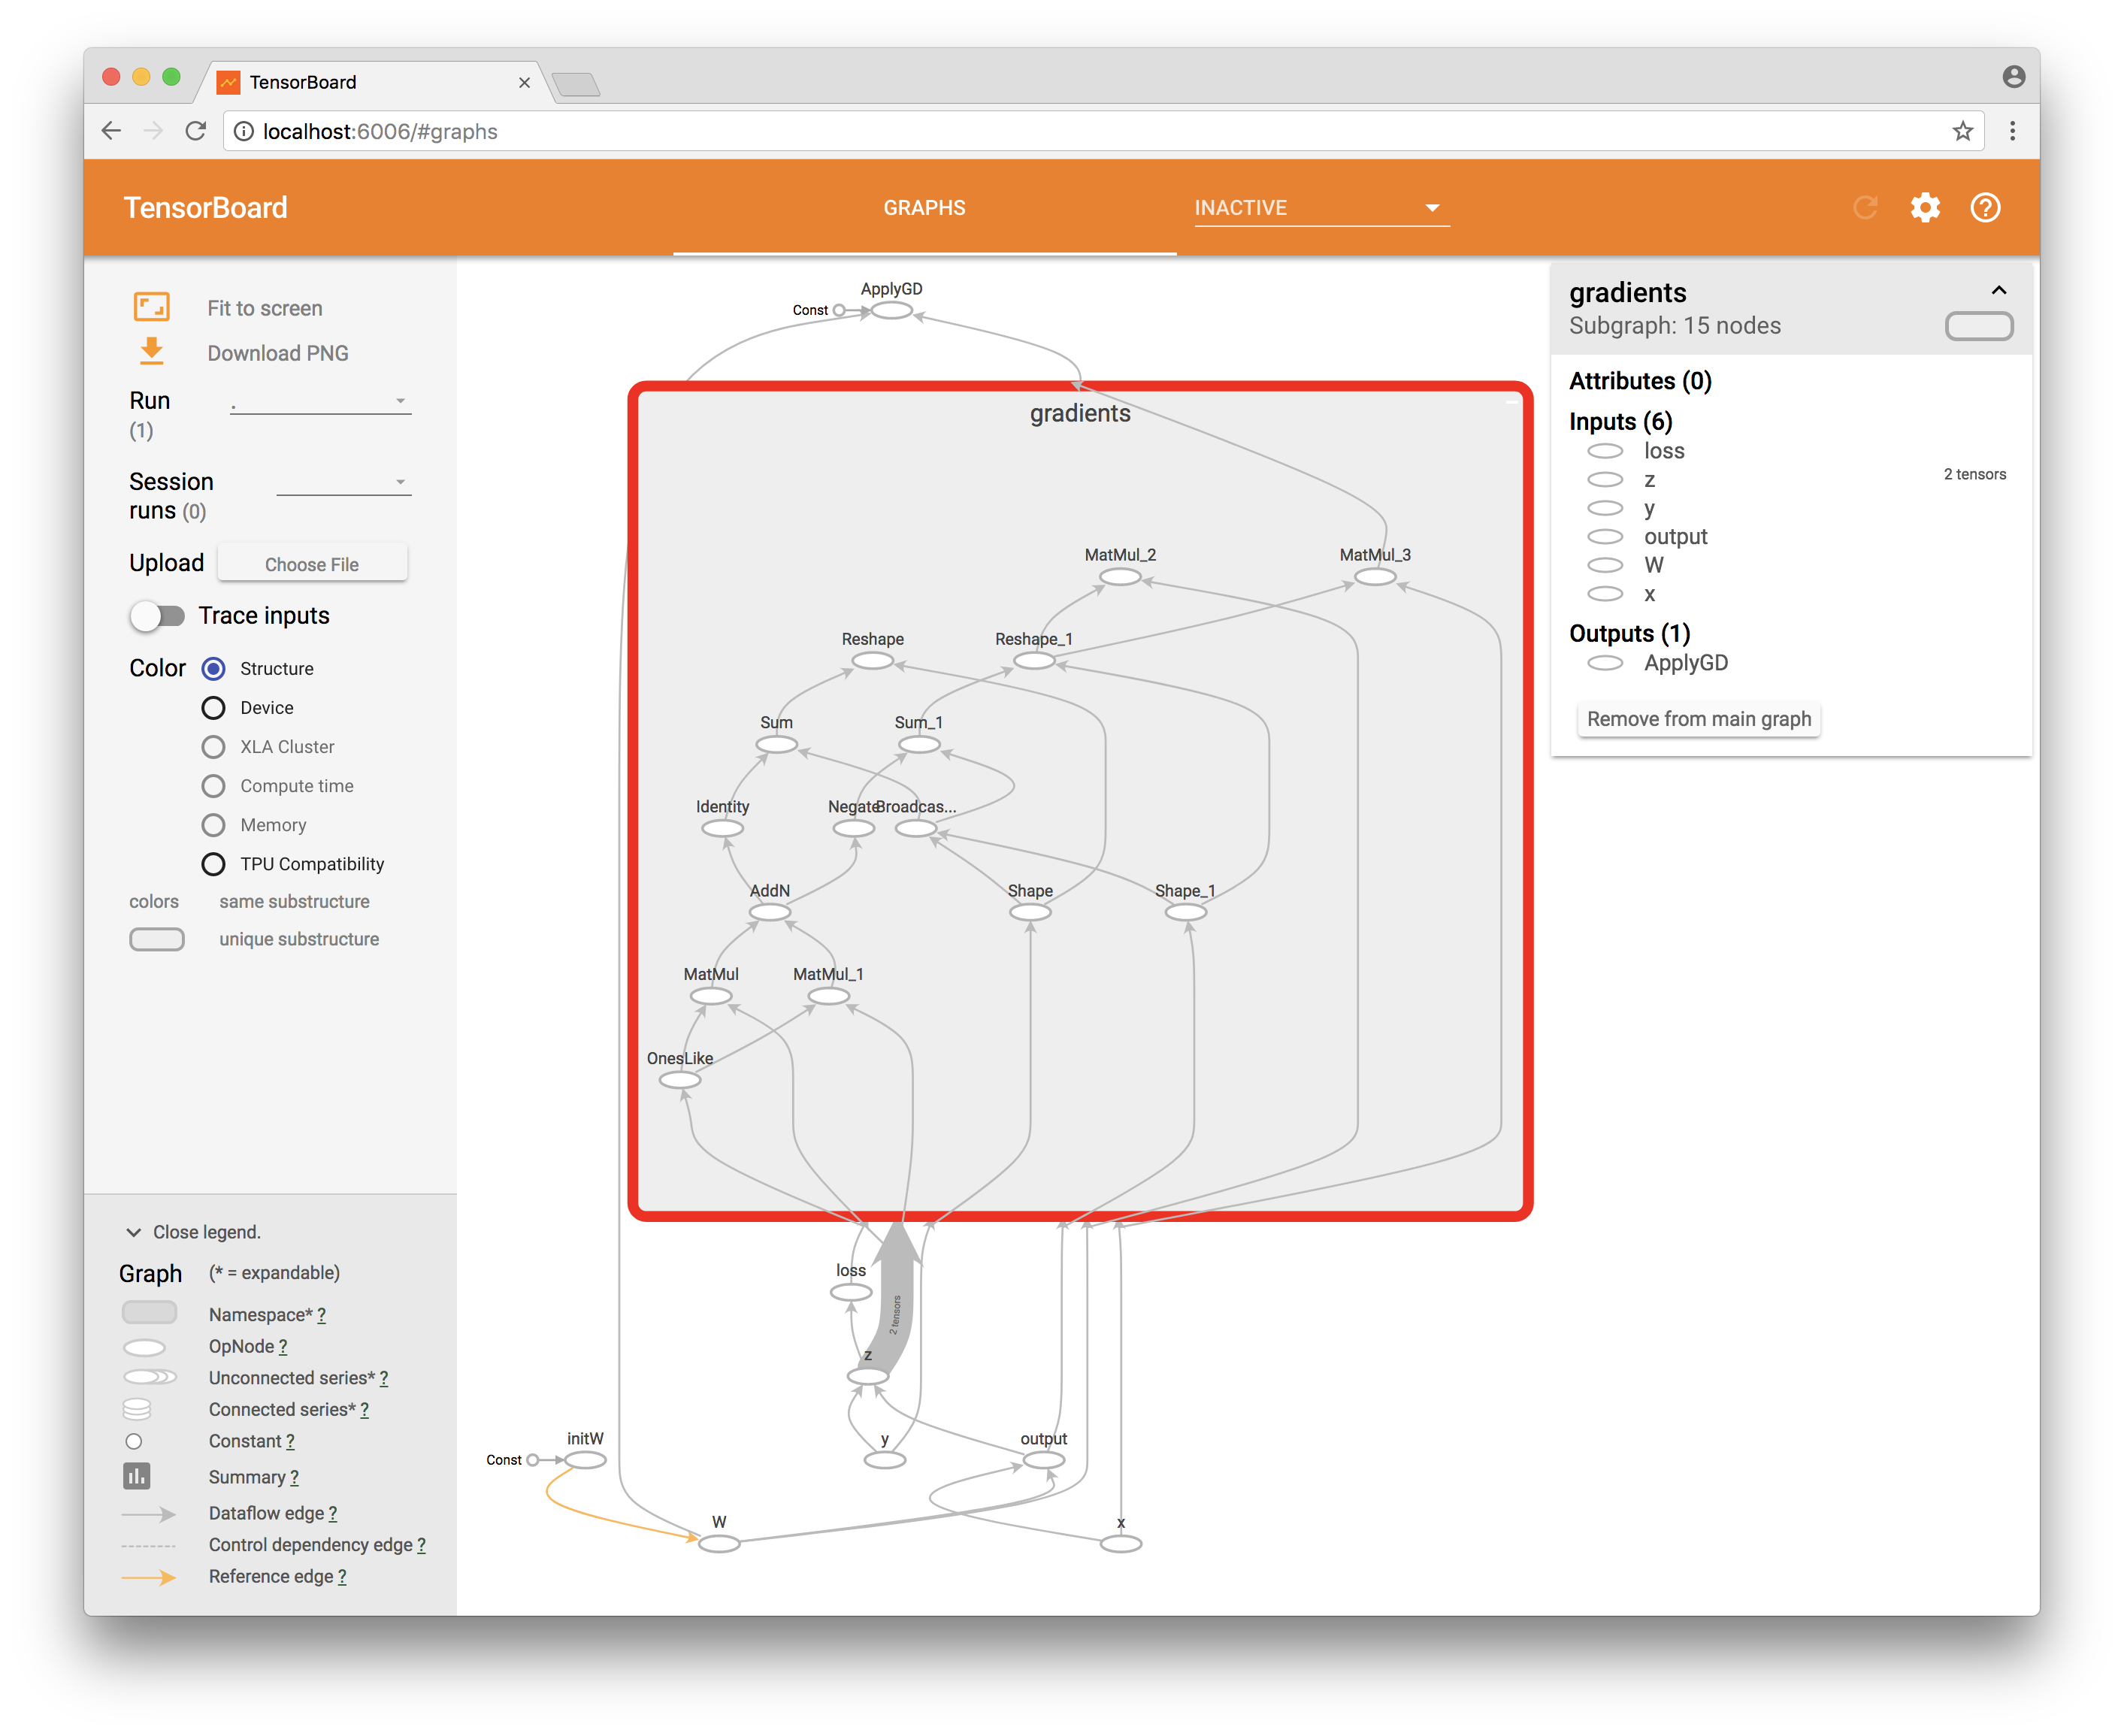 TensorBoard
localhost:6006/#graphs
TensorBoard
GRAPHS
INACTIVE
Fit to screen
Download PNG
Run
(1)
.
Session
runs (0)
Upload
Choose File
Trace inputs
Color
Structure
Device
XLA Cluster
Compute time
Memory
TPU Compatibility
colors
same substructure
unique substructure
Close legend.
Graph
(* = expandable)
Namespace* ?
OpNode ?
Unconnected series* ?
Connected series* ?
Constant ?
Summary ?
Dataflow edge ?
Control dependency edge ?
Reference edge ?
ApplyGD
Const
gradients
MatMul_2
MatMul_3
Reshape
Reshape_1
Sum
Sum_1
Identity
Negate
Broadcas...
AddN
Shape
Shape_1
MatMul
MatMul_1
OnesLike
loss
2 tensors
z
initW
Const
y
output
W
x
gradients
Subgraph: 15 nodes
Attributes (0)
Inputs (6)
loss
z
2 tensors
y
output
W
x
Outputs (1)
ApplyGD
Remove from main graph